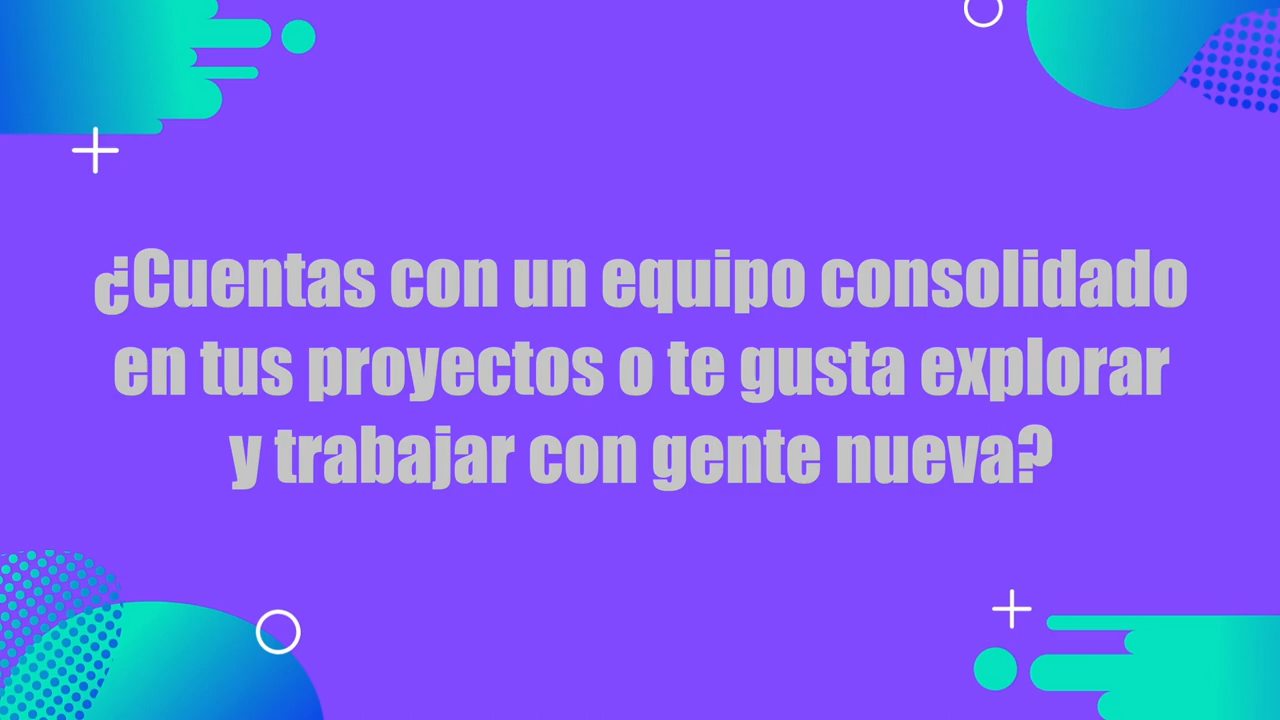 ¿Cuentas con un equipo consolidado
en tus proyectos o te gusta explorar
y trabajar con gente nueva?